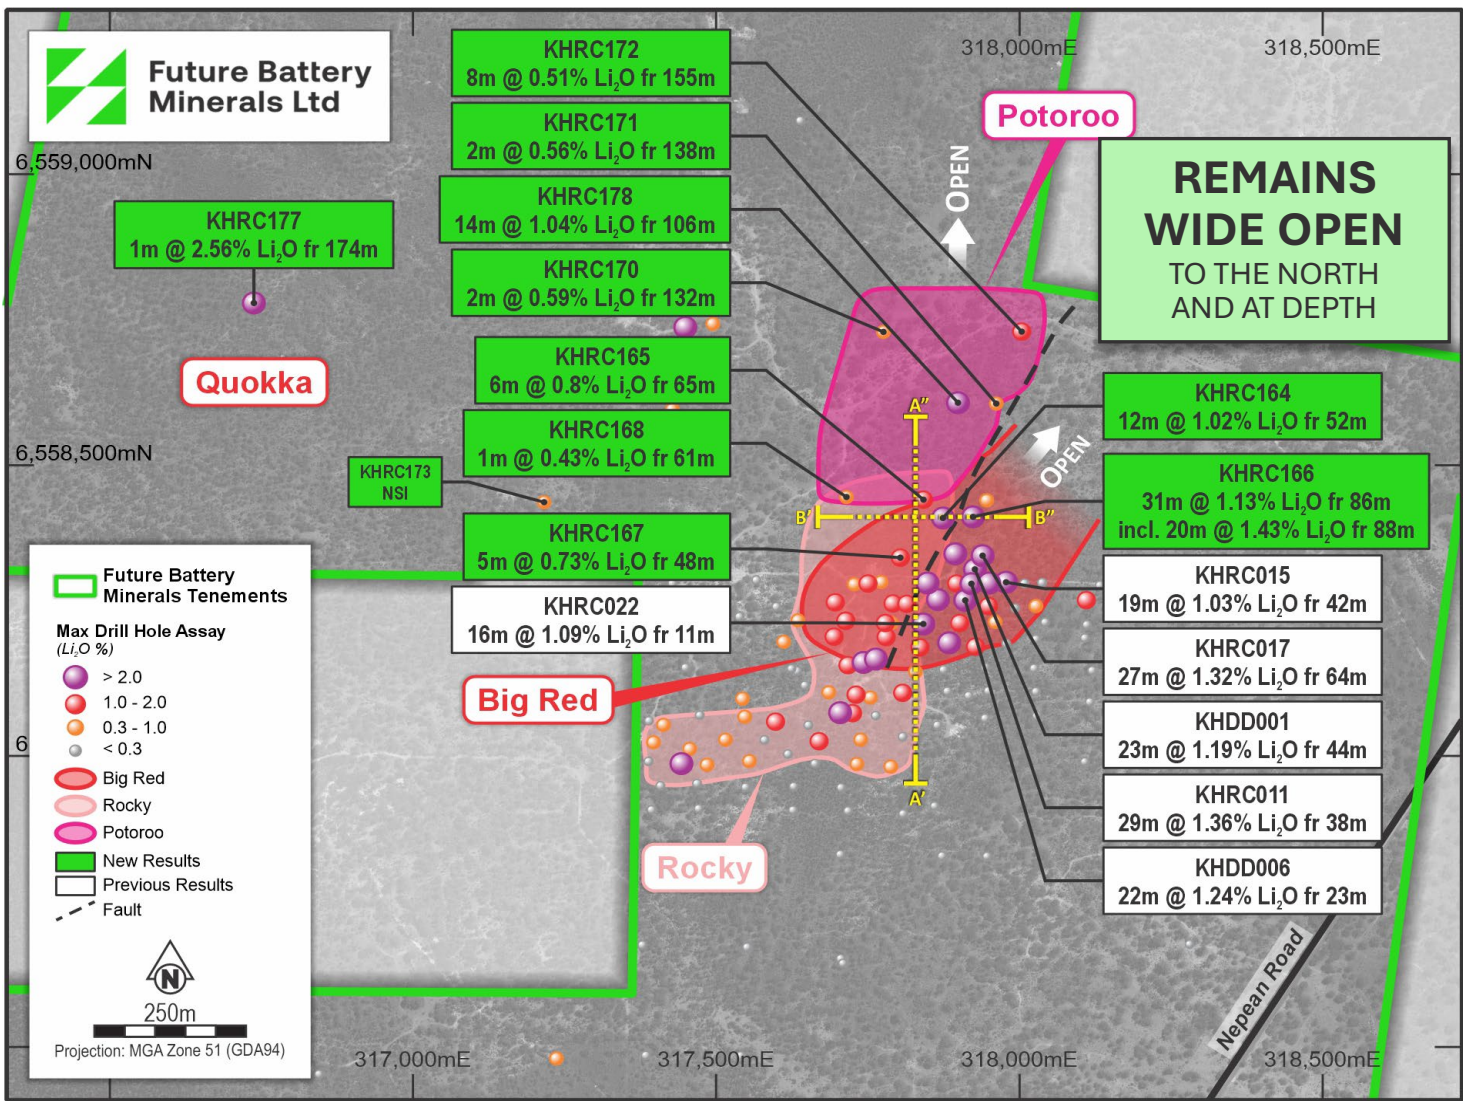 Future Battery
Minerals Ltd
318,000mE
318,500mE
6,559,000mN
6,558,500mN
6
KHRC172
8m @ 0.51% Li₂O fr 155m
KHRC171
2m @ 0.56% Li₂O fr 138m
KHRC178
14m @ 1.04% Li₂O fr 106m
KHRC170
2m @ 0.59% Li₂O fr 132m
KHRC165
6m @ 0.8% Li₂O fr 65m
KHRC168
1m @ 0.43% Li₂O fr 61m
KHRC173
NSI
KHRC167
5m @ 0.73% Li₂O fr 48m
KHRC022
16m @ 1.09% Li₂O fr 11m
KHRC177
1m @ 2.56% Li₂O fr 174m
Quokka
Potoroo
OPEN
REMAINS
WIDE OPEN
TO THE NORTH
AND AT DEPTH
OPEN
A"
B'
B"
A'
KHRC164
12m @ 1.02% Li₂O fr 52m
KHRC166
31m @ 1.13% Li₂O fr 86m
incl. 20m @ 1.43% Li₂O fr 88m
KHRC015
19m @ 1.03% Li₂O fr 42m
KHRC017
27m @ 1.32% Li₂O fr 64m
KHDD001
23m @ 1.19% Li₂O fr 44m
KHRC011
29m @ 1.36% Li₂O fr 38m
KHDD006
22m @ 1.24% Li₂O fr 23m
Big Red
Rocky
Nepean Road
Future Battery
Minerals Tenements
Max Drill Hole Assay
(Li₂O %)
> 2.0
1.0 - 2.0
0.3 - 1.0
< 0.3
Big Red
Rocky
Potoroo
New Results
Previous Results
Fault
N
250m
Projection: MGA Zone 51 (GDA94)
317,000mE
317,500mE
318,000mE
318,500mE